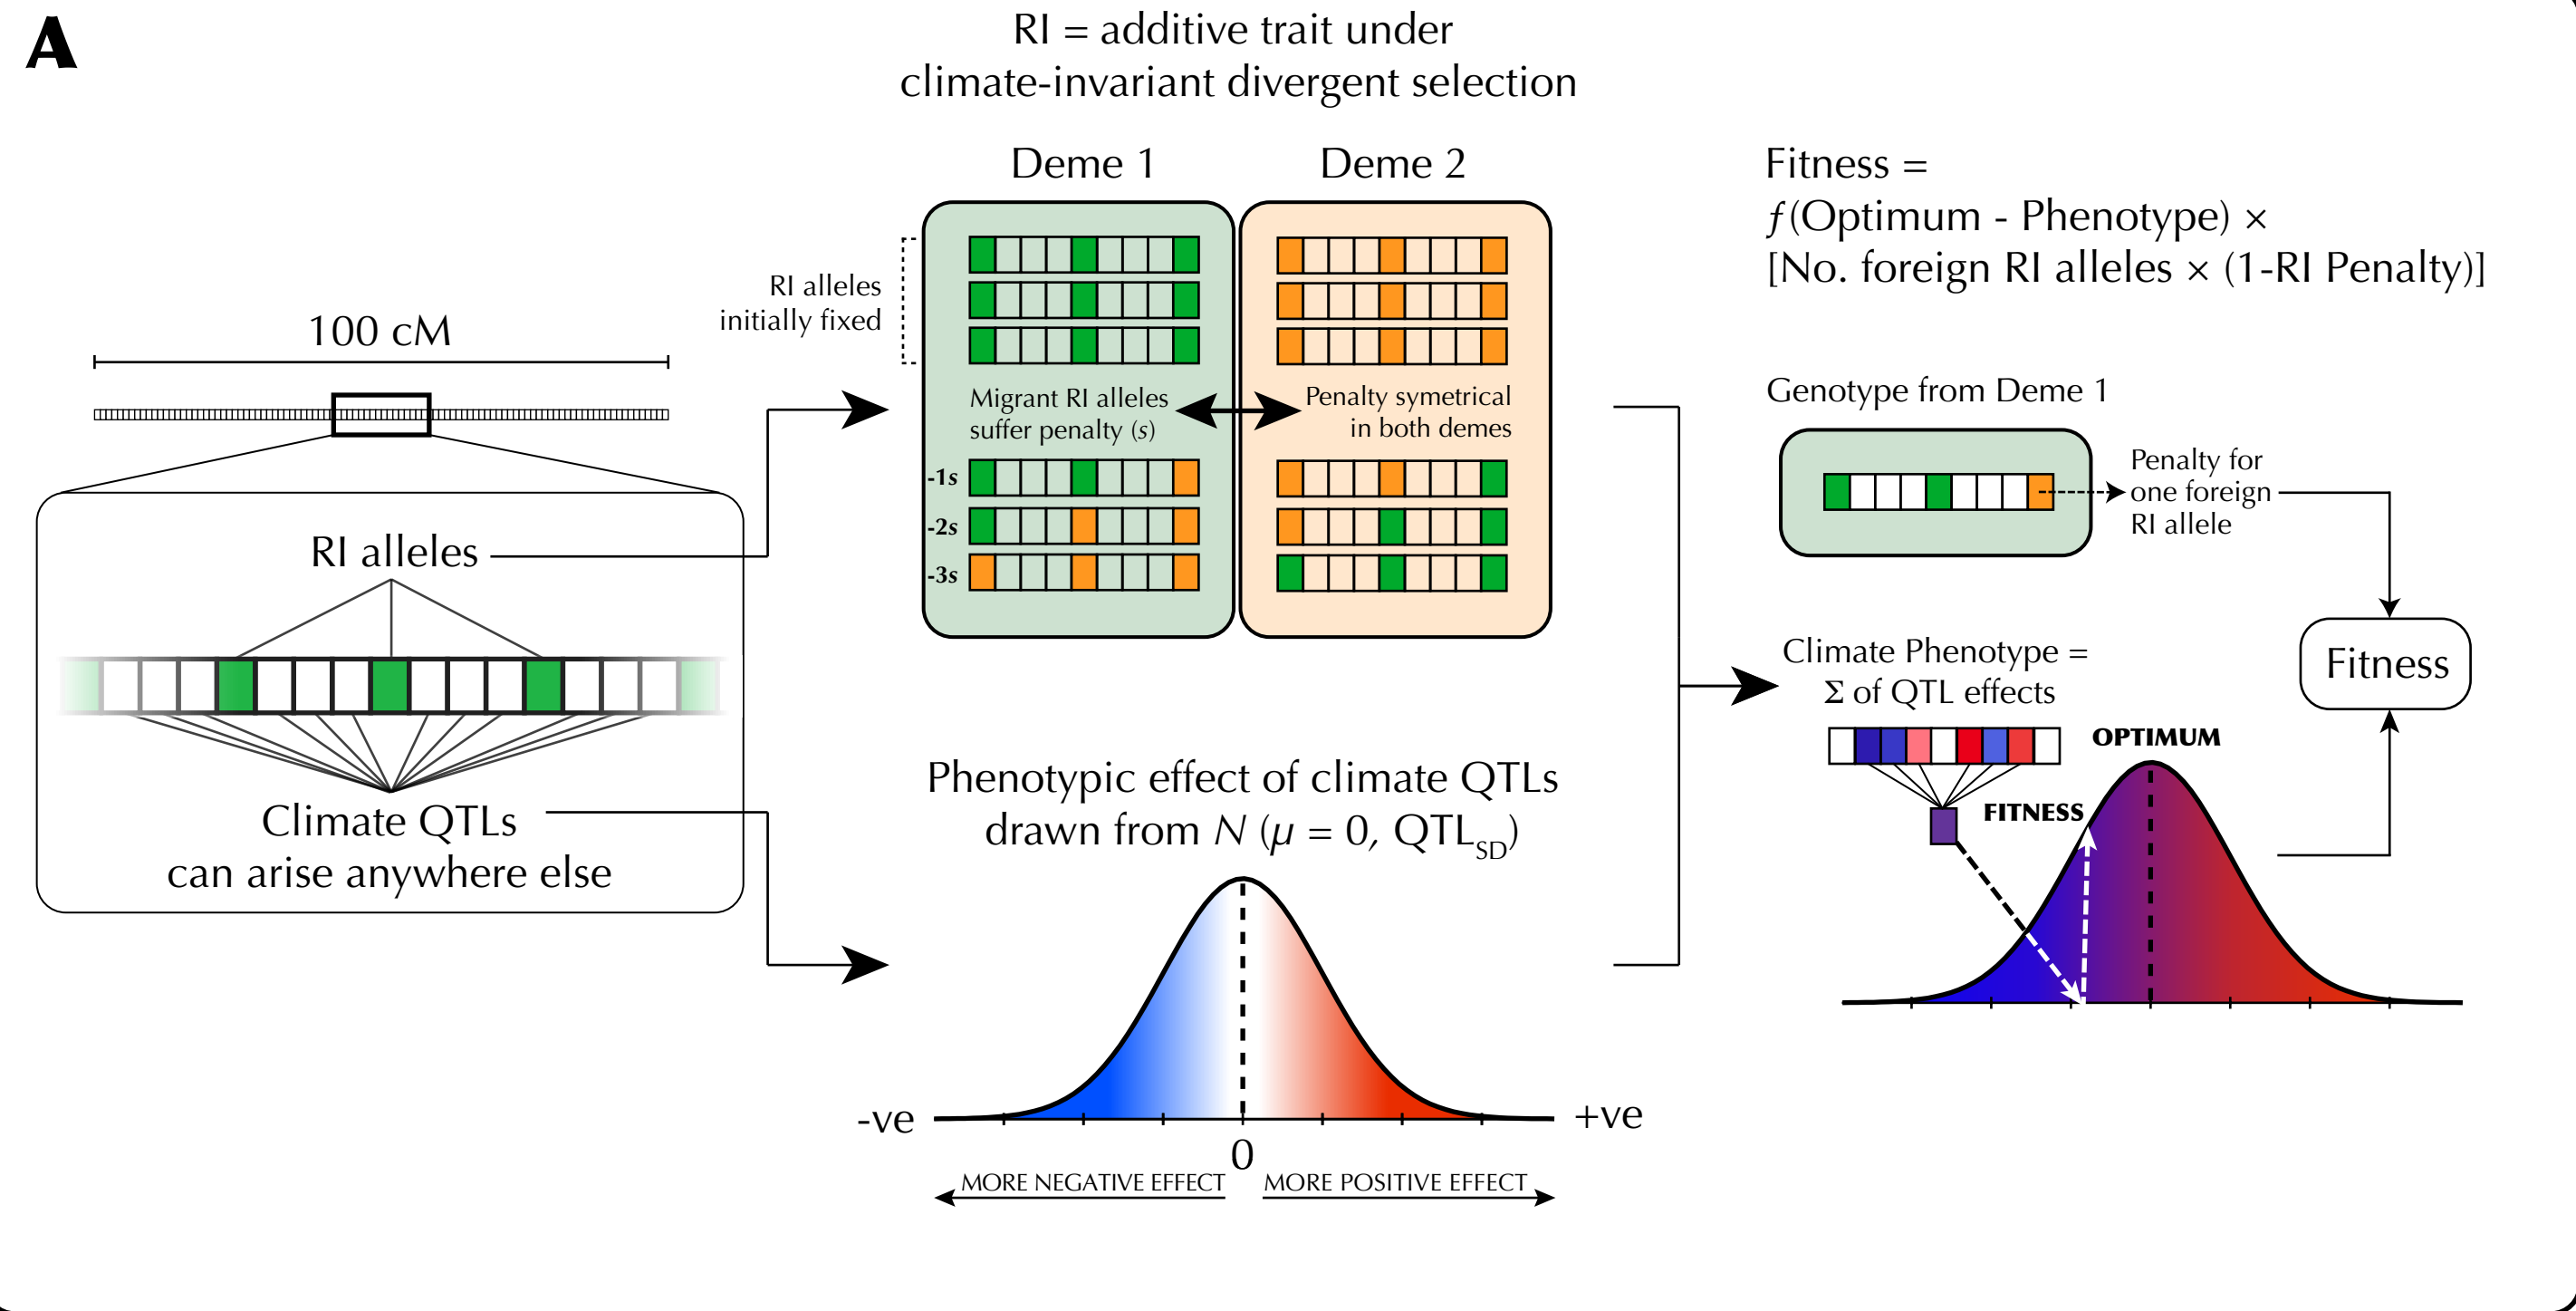 A
RI = additive trait under
climate-invariant divergent selection
100 cM
RI alleles
Climate QTLs
can arise anywhere else
RI alleles
initially fixed
Deme 1
Deme 2
Migrant RI alleles
suffer penalty (s)
Penalty symetrical
in both demes
-1s
-2s
-3s
Phenotypic effect of climate QTLs
drawn from N (μ = 0, QTL_SD)
-ve
+ve
0
MORE NEGATIVE EFFECT
MORE POSITIVE EFFECT
Fitness =
ƒ(Optimum - Phenotype) ×
[No. foreign RI alleles × (1-RI Penalty)]
Genotype from Deme 1
Penalty for
one foreign
RI allele
Climate Phenotype =
Σ of QTL effects
OPTIMUM
FITNESS
Fitness